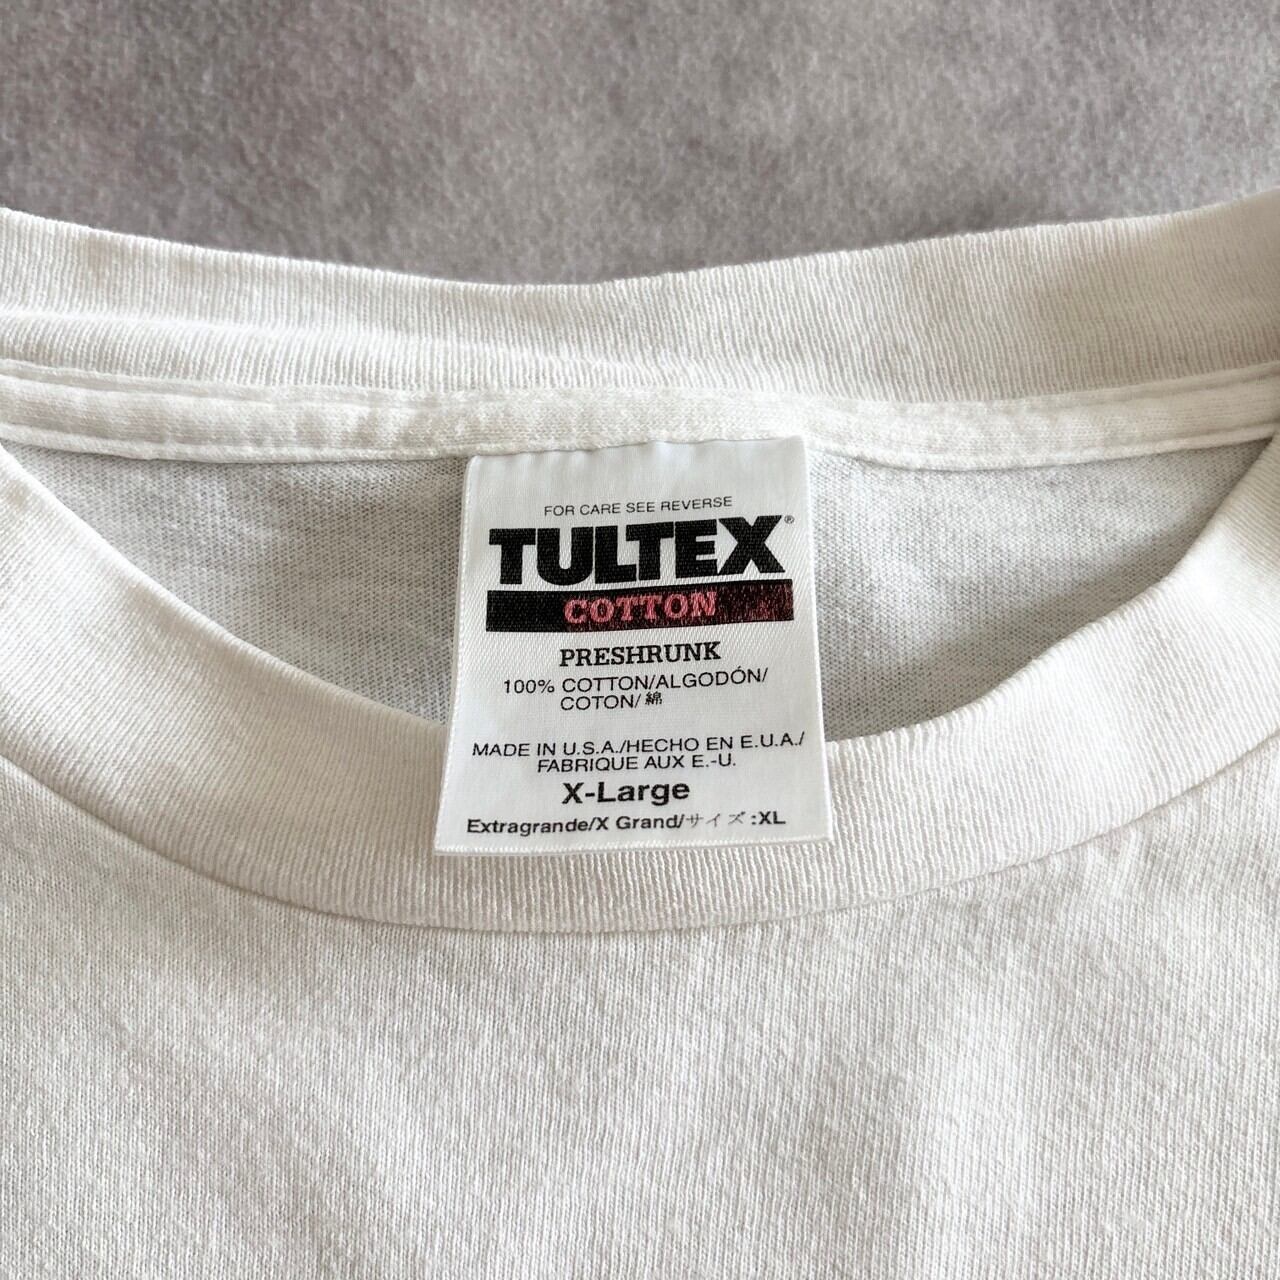 FOR CARE SEE REVERSE
TULTEX®
COTTON
PRESHRUNK
100% COTTON/ALGODÓN/
COTON/綿
MADE IN U.S.A./HECHO EN E.U.A./
FABRIQUE AUX E.-U.
X-Large
Extragrande/X Grand/サイズ:XL